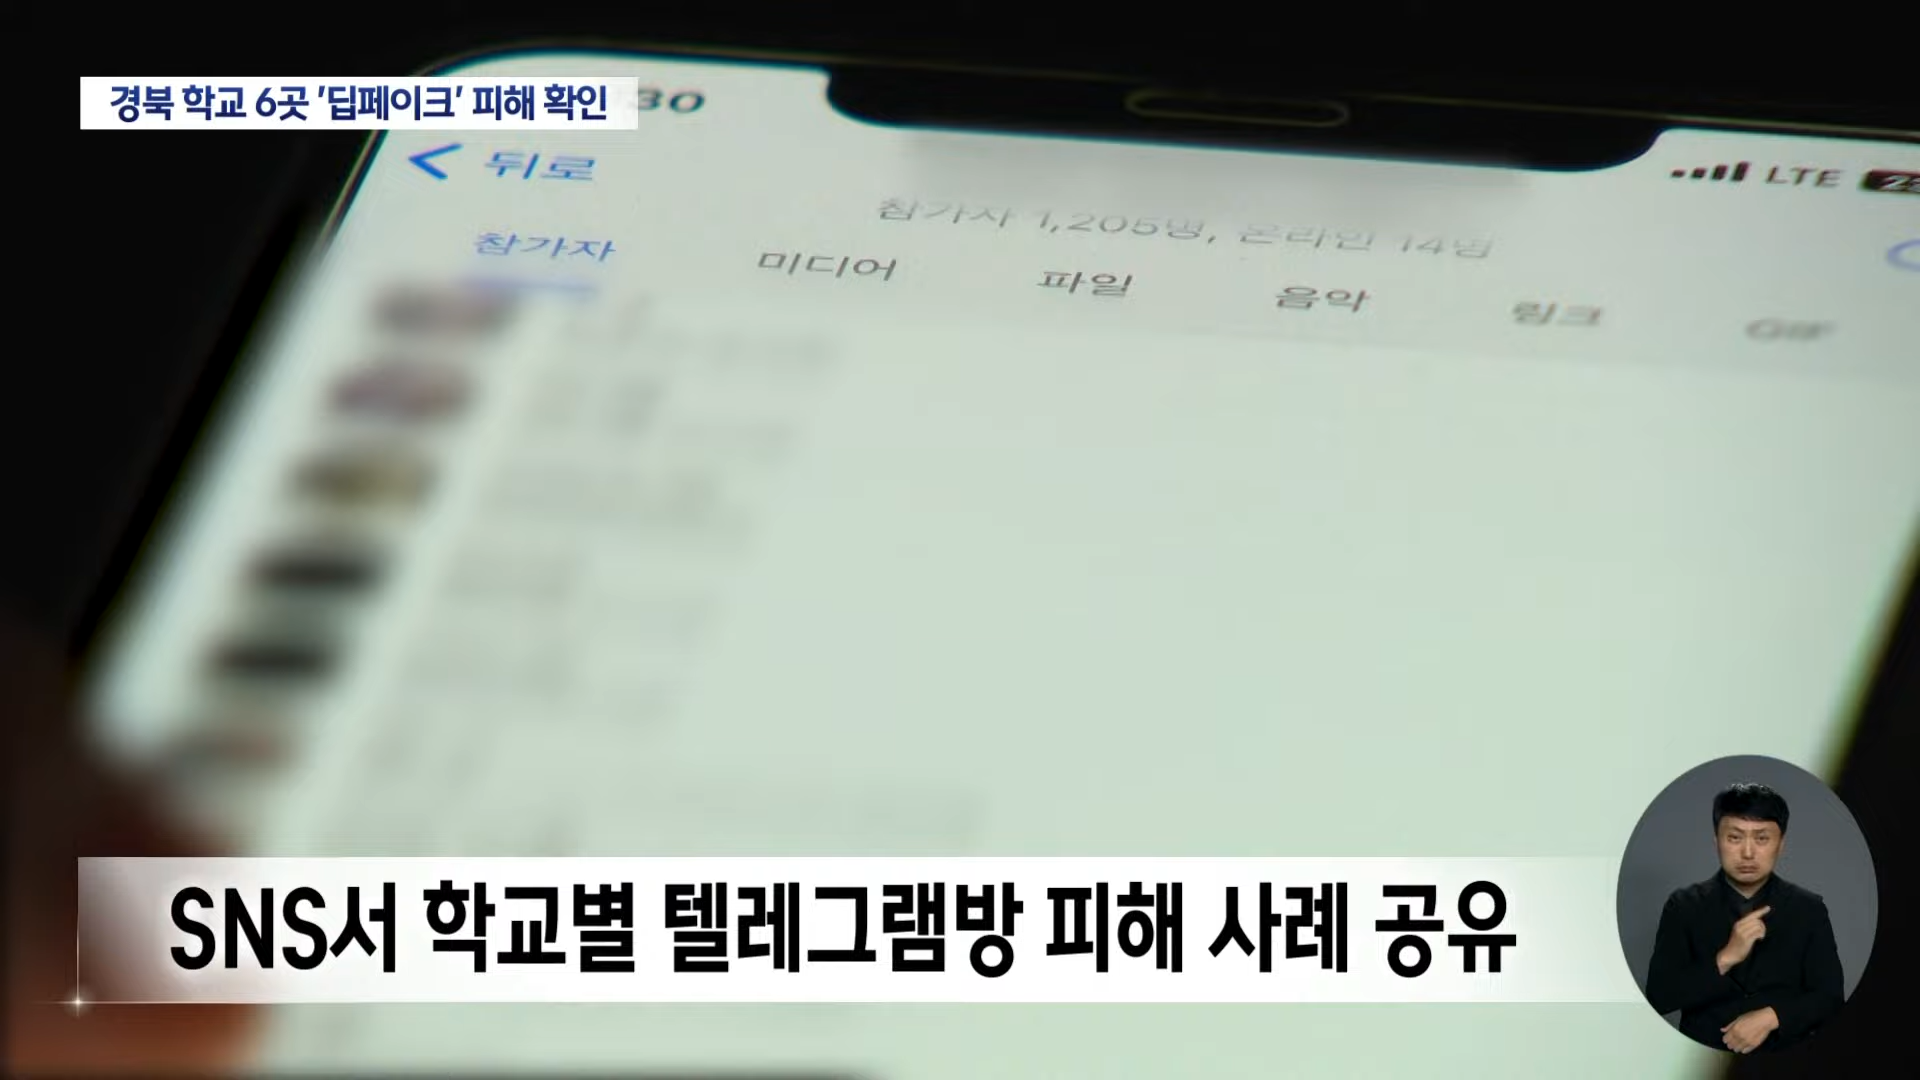 경북 학교 6곳 '딥페이크' 피해 확인
30
LTE
뒤로
참가자 1,205명, 온라인 14명
참가자 미디어 파일 음악 링크 GIF
SNS서 학교별 텔레그램방 피해 사례 공유